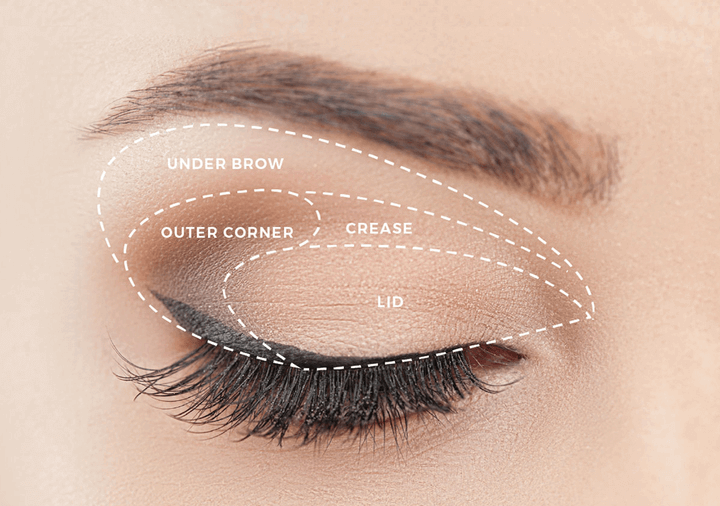 UNDER BROW
OUTER CORNER
CREASE
LID